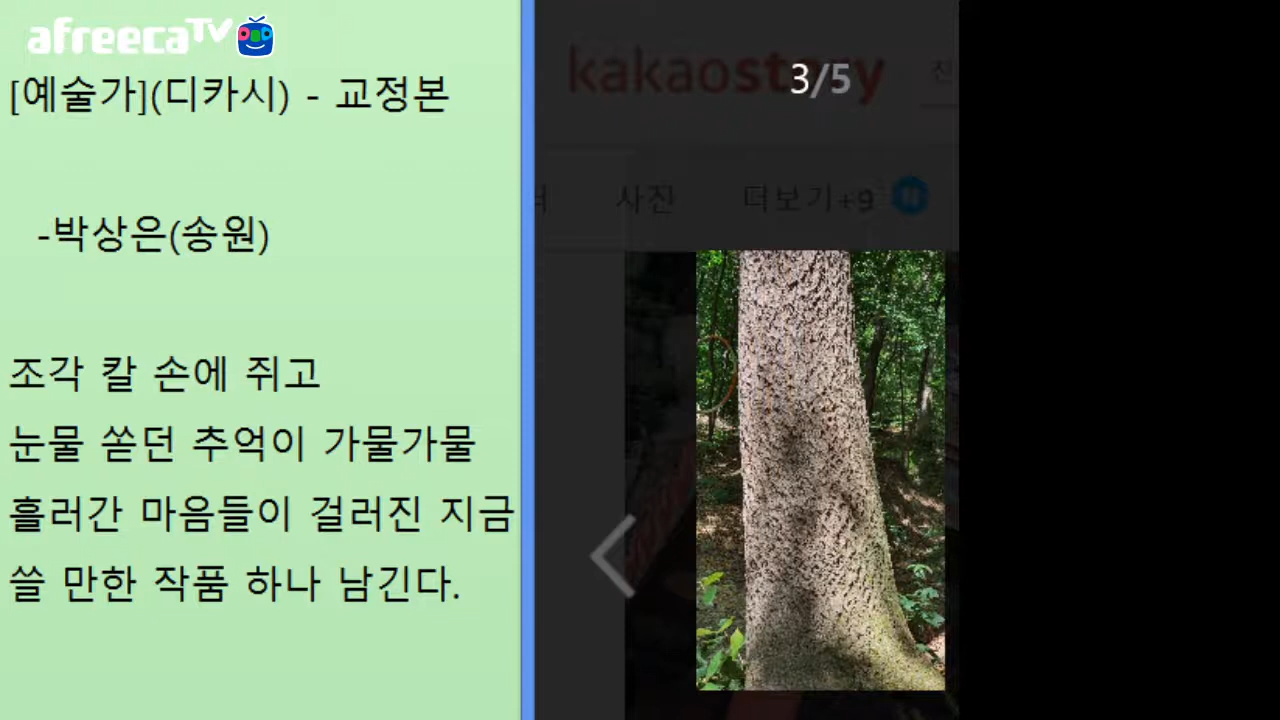 afreecaTV
[예술가](디카시) - 교정본
-박상은(송원)
조각 칼 손에 쥐고
눈물 쏟던 추억이 가물가물
흘러간 마음들이 걸러진 지금
쓸 만한 작품 하나 남긴다.
kakaostory
3/5
사진
더보기+9